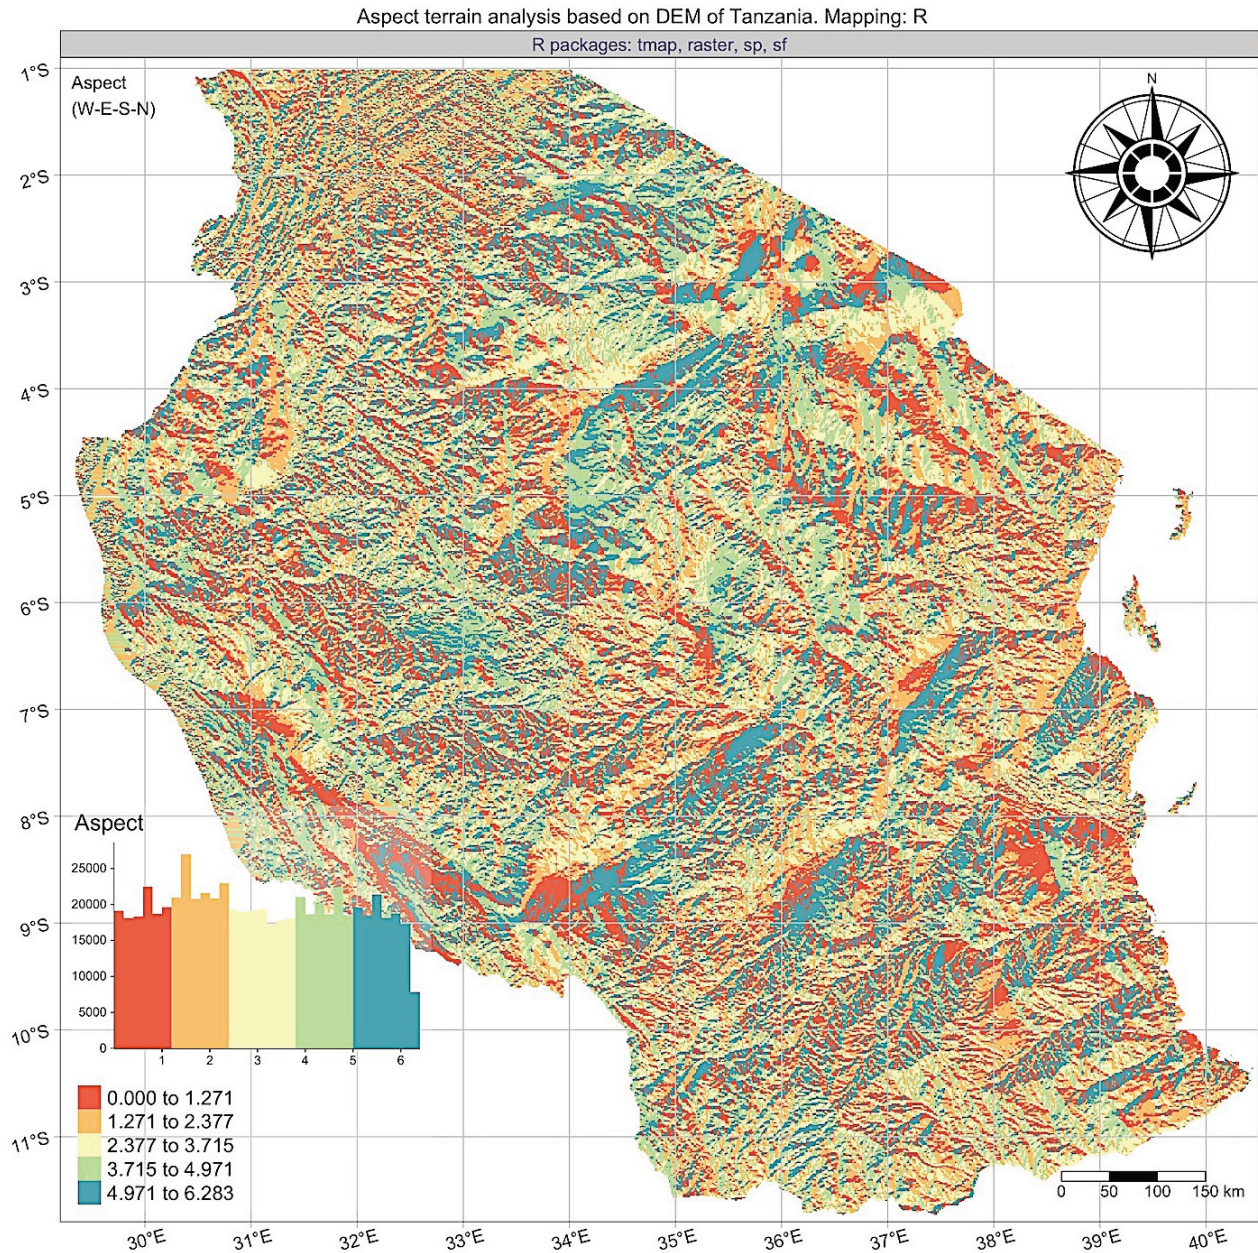 Aspect terrain analysis based on DEM of Tanzania. Mapping: R
R packages: tmap, raster, sp, sf
Aspect
(W-E-S-N)
N
1°S
2°S
3°S
4°S
5°S
6°S
7°S
8°S
9°S
10°S
11°S
Aspect
25000
20000
15000
10000
5000
0
1 2 3 4 5 6
0.000 to 1.271
1.271 to 2.377
2.377 to 3.715
3.715 to 4.971
4.971 to 6.283
0 50 100 150 km
30°E 31°E 32°E 33°E 34°E 35°E 36°E 37°E 38°E 39°E 40°E